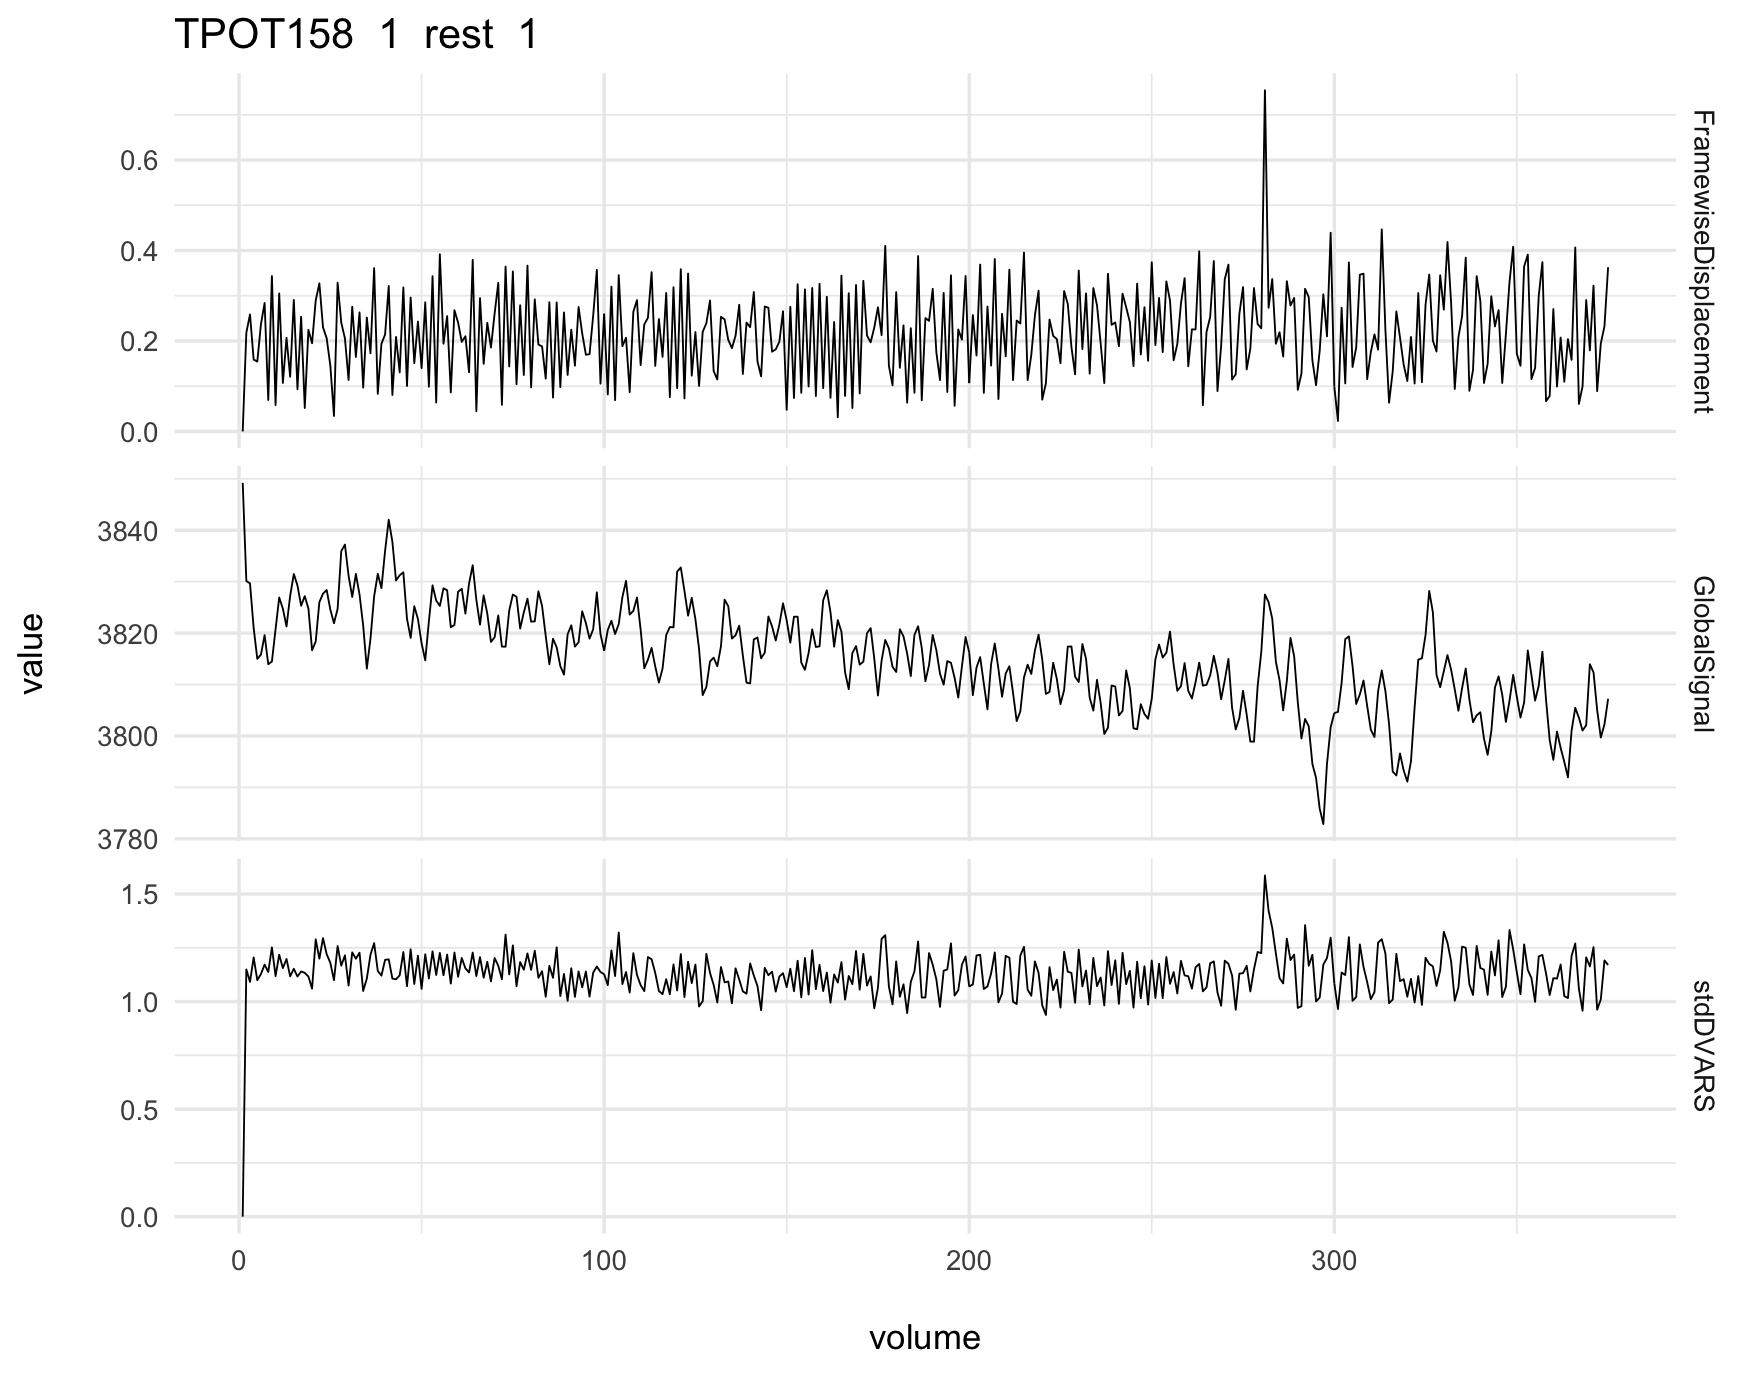 TPOT158 1 rest 1
0.6
0.4
0.2
0.0
FramewiseDisplacement
3840
3820
3800
3780
GlobalSignal
1.5
1.0
0.5
0.0
stdDVARS
value
0 100 200 300
volume